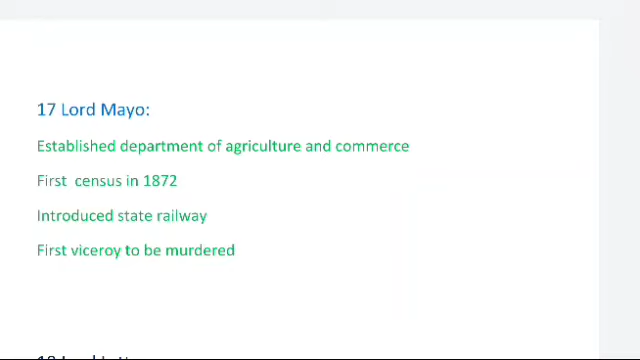 17 Lord Mayo:
Established department of agriculture and commerce
First census in 1872
Introduced state railway
First viceroy to be murdered